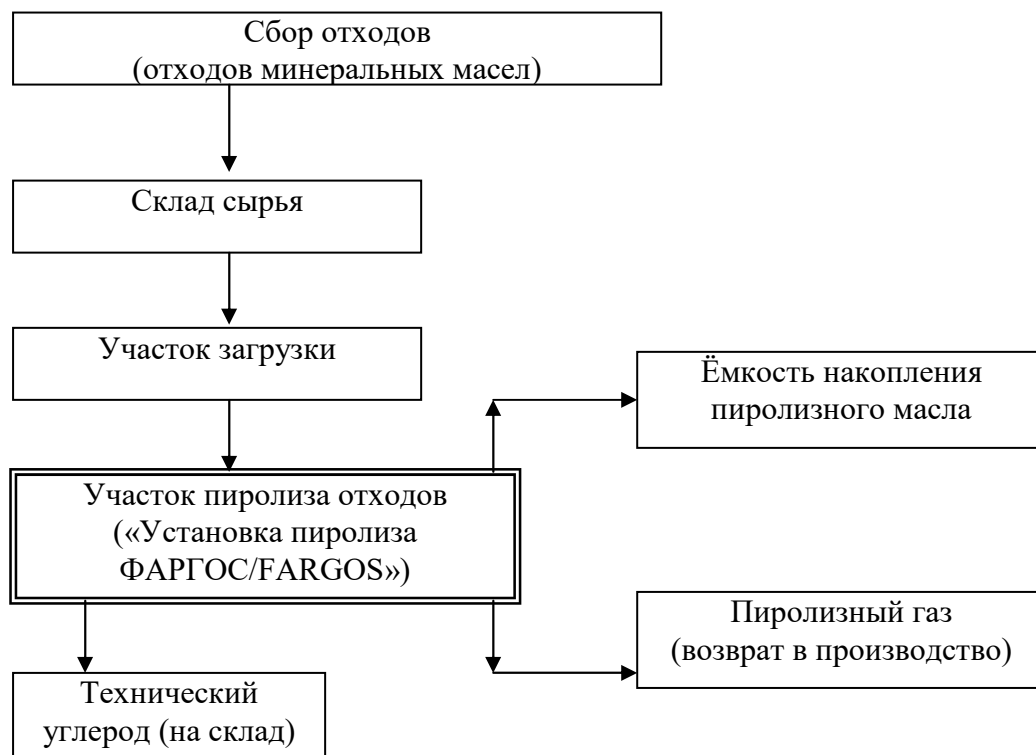 Сбор отходов
(отходов минеральных масел)
Склад сырья
Участок загрузки
Ёмкость накопления
пиролизного масла
Участок пиролиза отходов
(«Установка пиролиза
ФАРГОС/FARGOS»)
Пиролизный газ
(возврат в производство)
Технический
углерод (на склад)